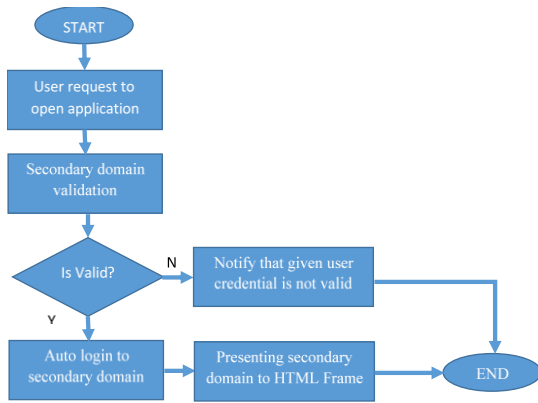 START
User request to
open application
Secondary domain
validation
Is Valid?
N
Notify that given user
credential is not valid
Y
Auto login to
secondary domain
Presenting secondary
domain to HTML Frame
END